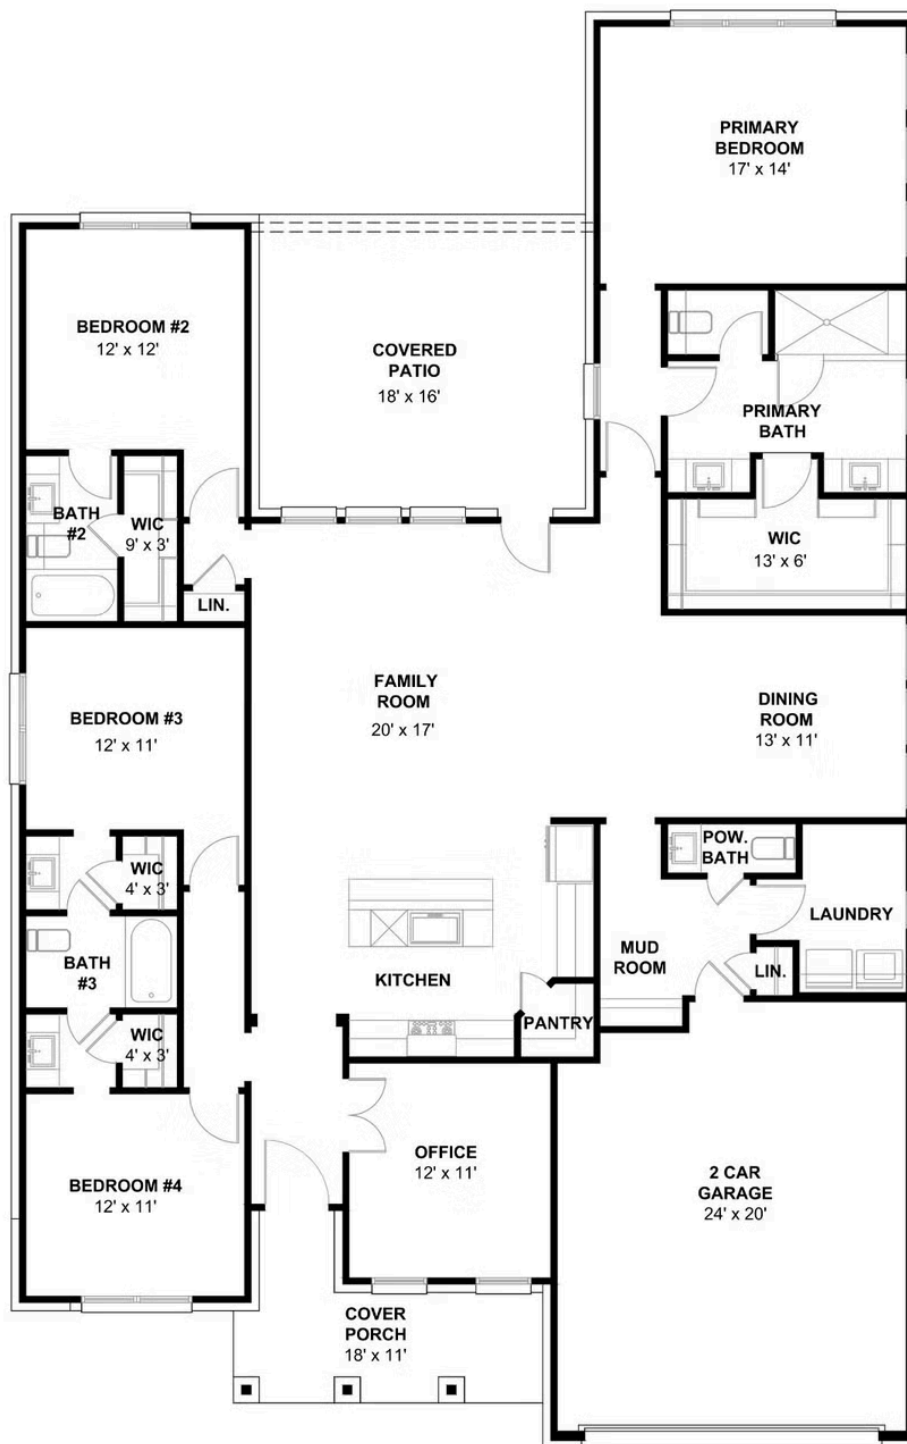 PRIMARY
BEDROOM
17' x 14'
BEDROOM #2
12' x 12'
COVERED
PATIO
18' x 16'
PRIMARY
BATH
BATH
#2
WIC
9' x 3'
WIC
13' x 6'
LIN.
FAMILY
ROOM
20' x 17'
BEDROOM #3
12' x 11'
DINING
ROOM
13' x 11'
POW.
BATH
WIC
4' x 3'
LAUNDRY
MUD
ROOM
LIN.
BATH
#3
KITCHEN
PANTRY
WIC
4' x 3'
OFFICE
12' x 11'
BEDROOM #4
12' x 11'
2 CAR
GARAGE
24' x 20'
COVER
PORCH
18' x 11'